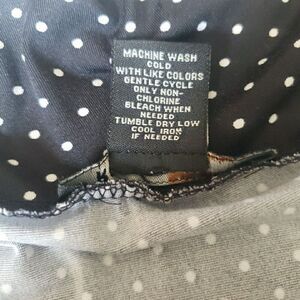 MACHINE WASH
COLD
WITH LIKE COLORS
GENTLE CYCLE
ONLY NON-
CHLORINE
BLEACH WHEN
NEEDED
TUMBLE DRY LOW
COOL IRON
IF NEEDED